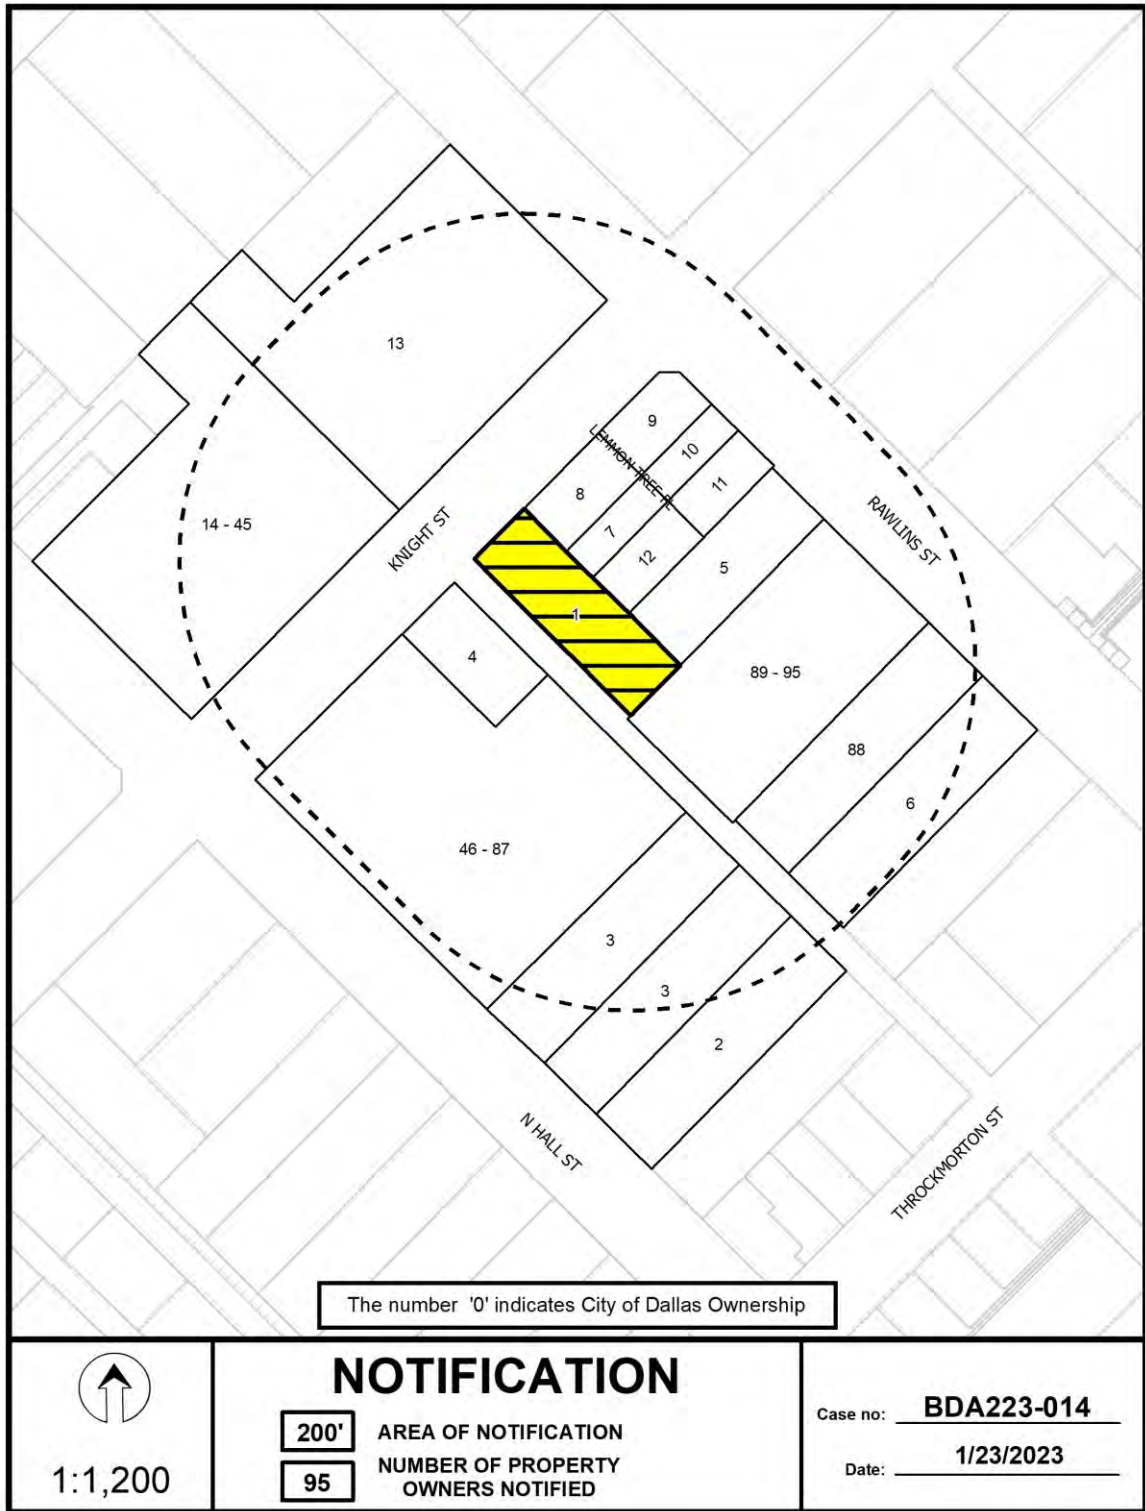 13
9
LEMMON TREE PL
10
11
8
14 - 45
RAWLINS ST
KNIGHT ST
7
12
5
1
4
89 - 95
88
6
46 - 87
3
3
2
N HALL ST
THROCKMORTON ST
The number '0' indicates City of Dallas Ownership
1:1,200
NOTIFICATION
200' AREA OF NOTIFICATION
95 NUMBER OF PROPERTY
OWNERS NOTIFIED
Case no: BDA223-014
Date: 1/23/2023